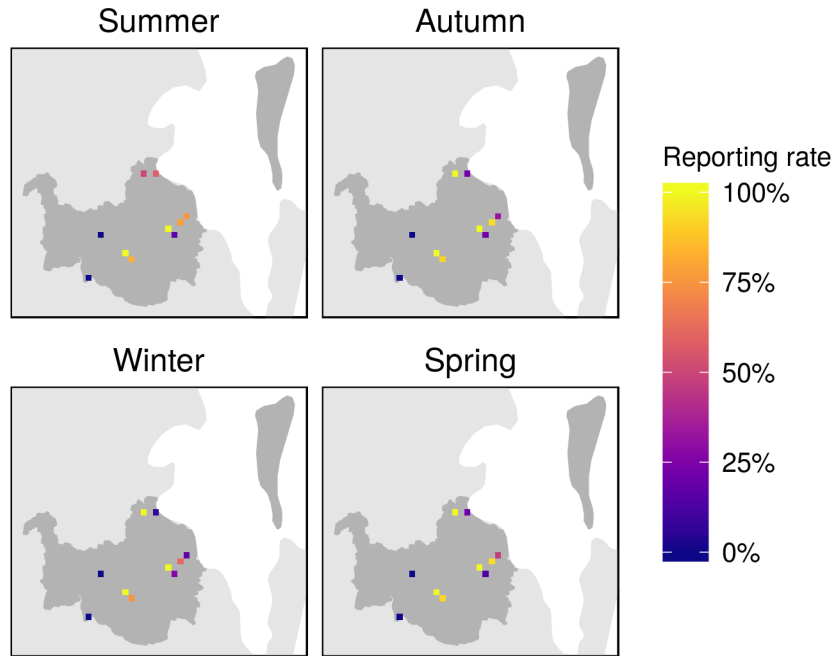 Summer
Autumn
Reporting rate
100%
75%
50%
25%
0%
Winter
Spring